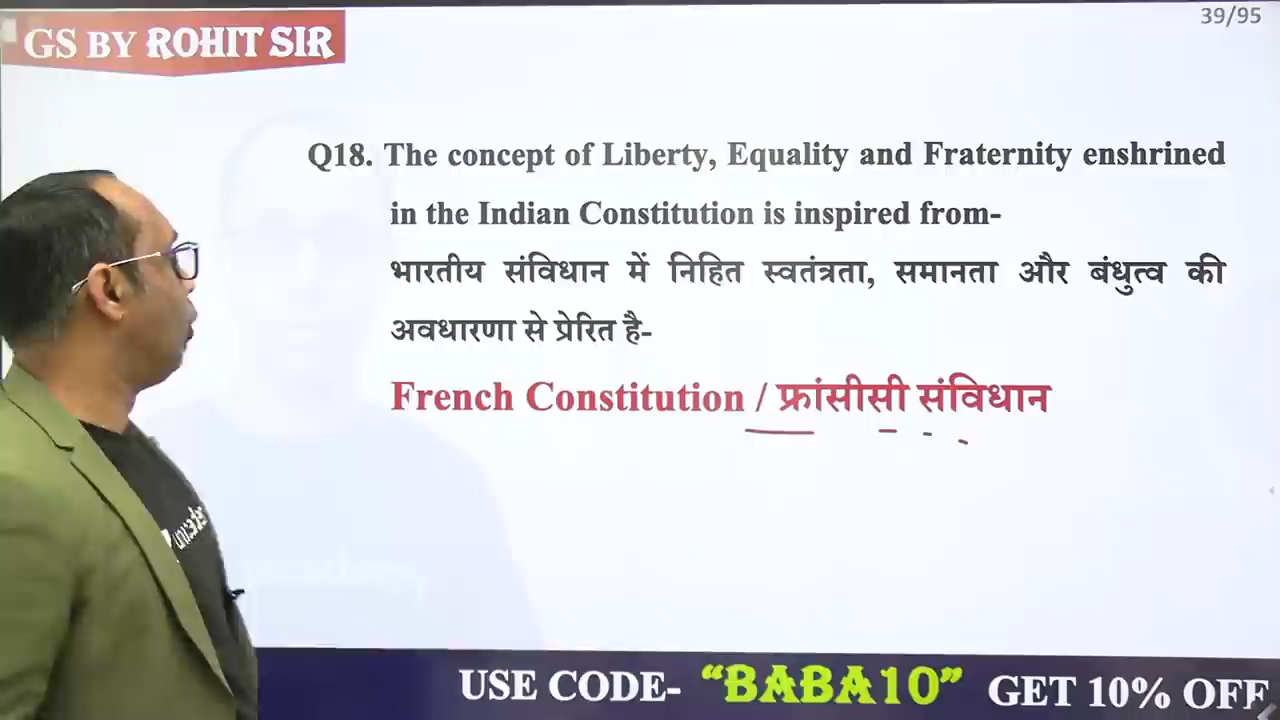 39/95
GS BY ROHIT SIR
Q18. The concept of Liberty, Equality and Fraternity enshrined
in the Indian Constitution is inspired from-
भारतीय संविधान में निहित स्वतंत्रता, समानता और बंधुत्व की
अवधारणा से प्रेरित है-
French Constitution / फ्रांसीसी संविधान
USE CODE- “BABA10” GET 10% OFF